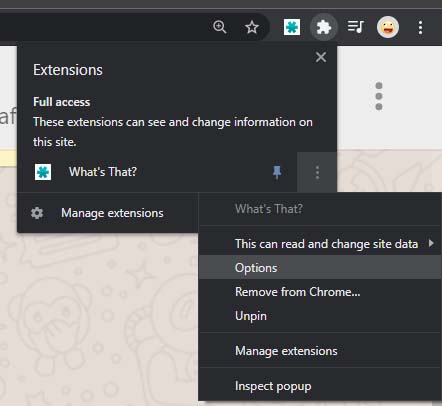 Extensions
af
Full access
These extensions can see and change information on
this site.
What's That?
Manage extensions
What's That?
This can read and change site data
Options
Remove from Chrome...
Unpin
Manage extensions
Inspect popup